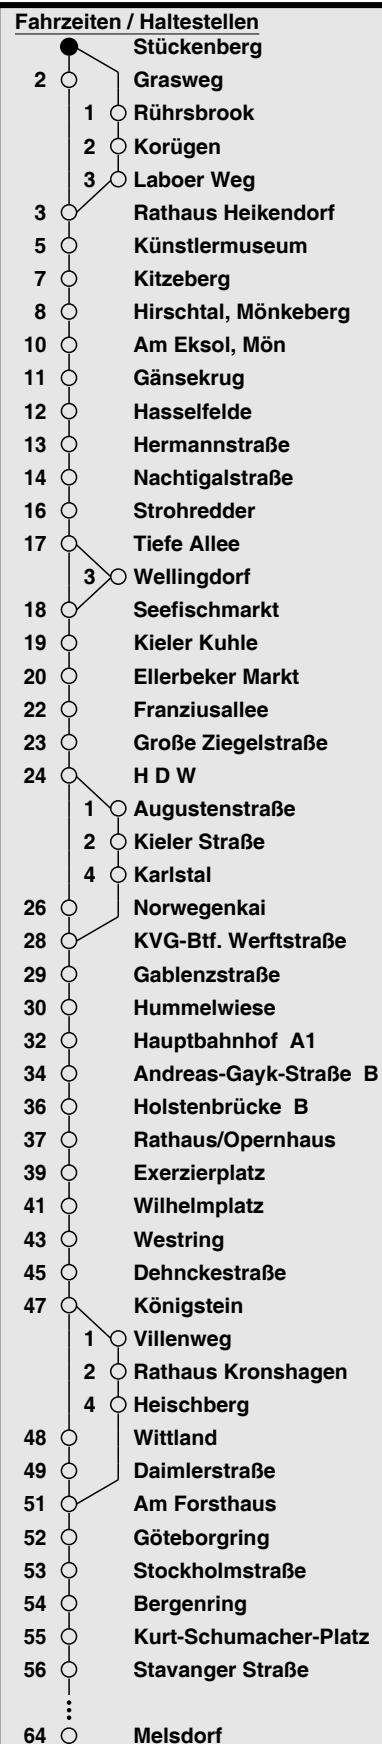 Fahrzeiten / Haltestellen
Stückenberg
2 Grasweg
1 Rührsbrook
2 Korügen
3 Laboer Weg
3 Rathaus Heikendorf
5 Künstlermuseum
7 Kitzeberg
8 Hirschtal, Mönkeberg
10 Am Eksol, Mön
11 Gänsekrug
12 Hasselfelde
13 Hermannstraße
14 Nachtigalstraße
16 Strohredder
17 Tiefe Allee
3 Wellingdorf
18 Seefischmarkt
19 Kieler Kuhle
20 Ellerbeker Markt
22 Franziusallee
23 Große Ziegelstraße
24 H D W
1 Augustenstraße
2 Kieler Straße
4 Karlstal
26 Norwegenkai
28 KVG-Btf. Werftstraße
29 Gablenzstraße
30 Hummelwiese
32 Hauptbahnhof A1
34 Andreas-Gayk-Straße B
36 Holstenbrücke B
37 Rathaus/Opernhaus
39 Exerzierplatz
41 Wilhelmplatz
43 Westring
45 Dehnckestraße
47 Königstein
1 Villenweg
2 Rathaus Kronshagen
4 Heischberg
48 Wittland
49 Daimlerstraße
51 Am Forsthaus
52 Göteborgring
53 Stockholmstraße
54 Bergenring
55 Kurt-Schumacher-Platz
56 Stavanger Straße
64 Melsdorf